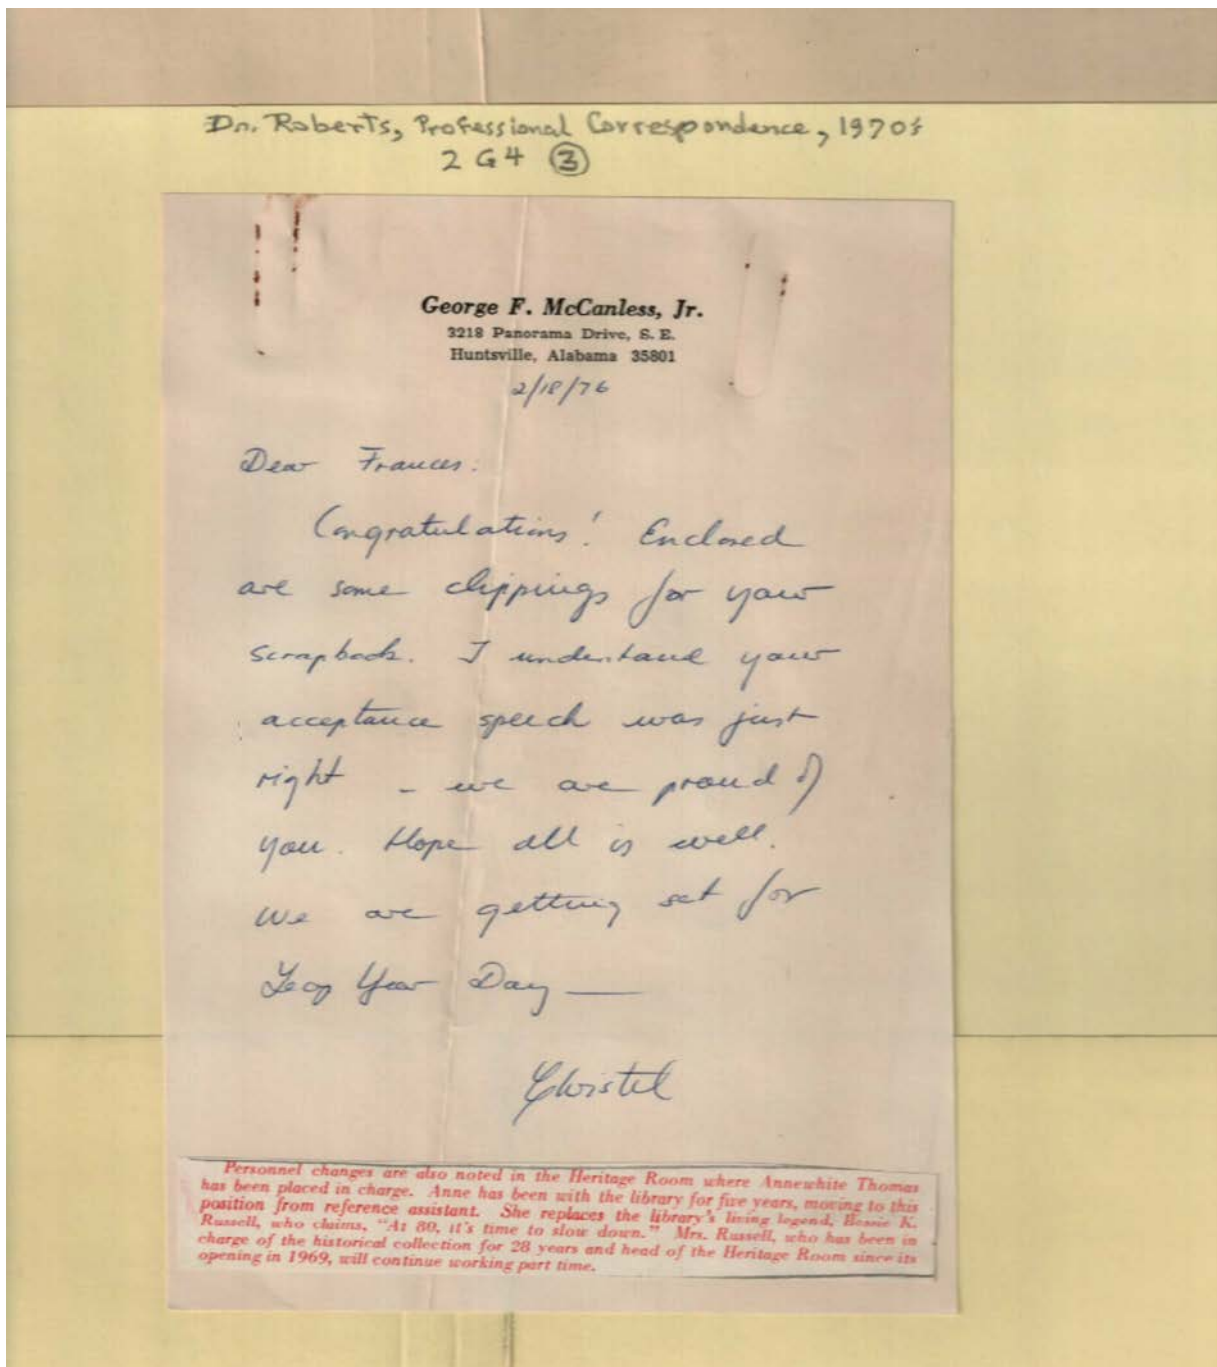 Dr. Roberts, Professional Correspondence, 1970's
2 G4 ③
George F. McCanless, Jr.
3218 Panorama Drive, S. E.
Huntsville, Alabama 35801
2/18/76
Dear Frances:
Congratulations! Enclosed
are some clippings for your
scrapbook. I understand your
acceptance speech was just
right - we are proud of
you. Hope all is well.
We are getting set for
Leap Year Day —
Christel
Personnel changes are also noted in the Heritage Room where Annewhite Thomas
has been placed in charge. Anne has been with the library for five years, moving to this
position from reference assistant. She replaces the library's living legend, Bessie K.
Russell, who claims, "At 80, it's time to slow down." Mrs. Russell, who has been in
charge of the historical collection for 28 years and head of the Heritage Room since its
opening in 1969, will continue working part time.